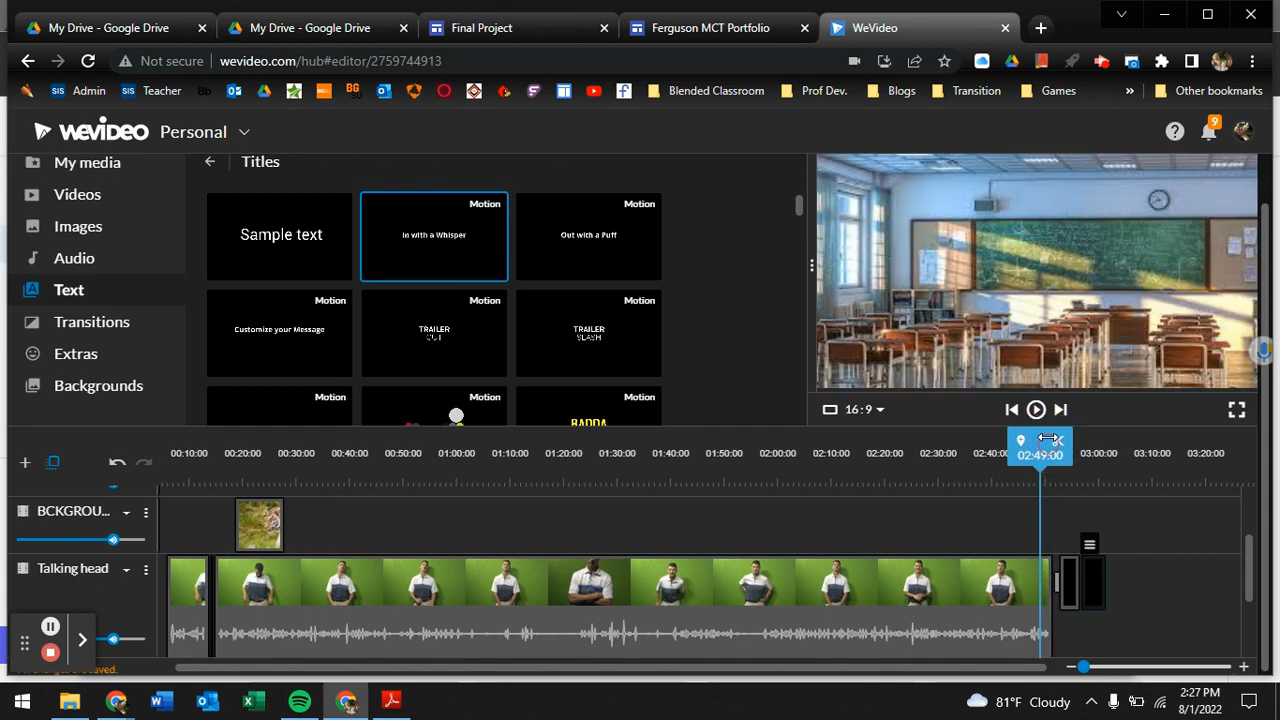 My Drive - Google Drive
My Drive - Google Drive
Final Project
Ferguson MCT Portfolio
WeVideo
Not secure
wevideo.com/hub#editor/2759744913
SIS Admin
SIS Teacher
Bb
Blended Classroom
Prof Dev.
Blogs
Transition
Games
»
Other bookmarks
WEVIDEO Personal
9
My media
Videos
Images
Audio
Text
Transitions
Extras
Backgrounds
Titles
Sample text
Motion
In with a Whisper
Motion
Out with a Puff
Motion
Customize your Message
Motion
TRAILER
CUT
Motion
TRAILER
SLASH
Motion
Motion
Motion
BADDA
16:9
00:10:00 00:20:00 00:30:00 00:40:00 00:50:00 01:00:00 01:10:00 01:20:00 01:30:00 01:40:00 01:50:00 02:00:00 02:10:00 02:20:00 02:30:00 02:40:0 02:49:00 03:00:00 03:10:00 03:20:00
BCKGROU...
Talking head
81°F Cloudy
2:27 PM
8/1/2022